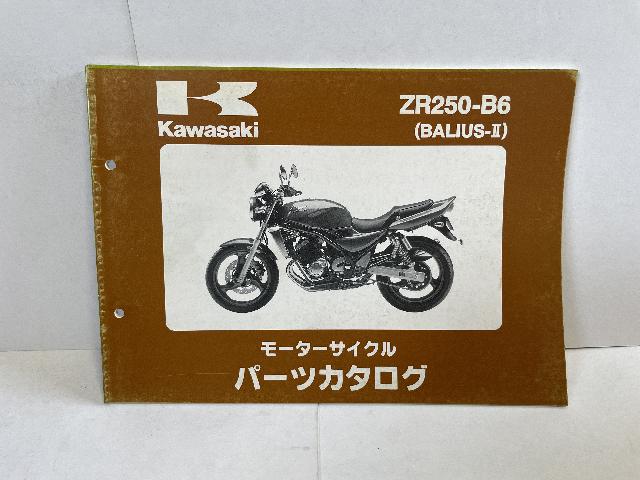 Kawasaki
ZR250-B6
(BALIUS-Ⅱ)
モーターサイクル
パーツカタログ